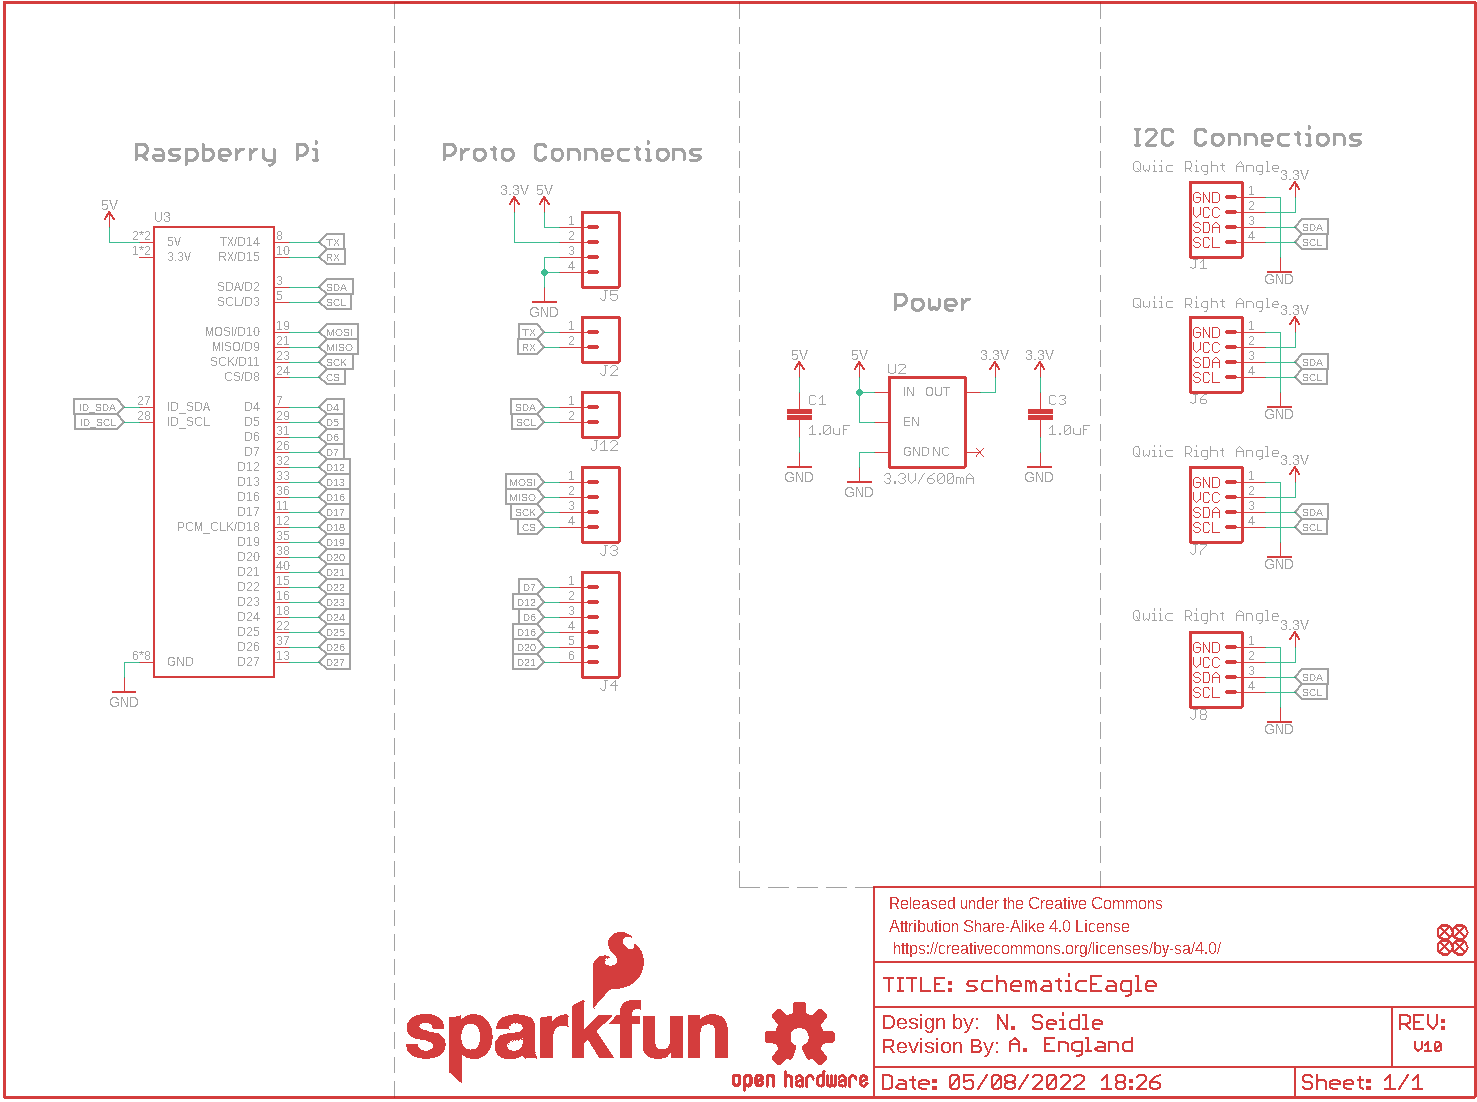 Raspberry Pi
5V
U3
2*2
5V
1*2
3.3V
TX/D14
8
TX
RX/D15
10
RX
SDA/D2
3
SDA
SCL/D3
5
SCL
MOSI/D10
19
MOSI
MISO/D9
21
MISO
SCK/D11
23
SCK
CS/D8
24
CS
ID_SDA
27
ID_SDA
ID_SCL
28
ID_SCL
D4
7
D4
D5
29
D5
D6
31
D6
D7
26
D7
D12
32
D12
D13
33
D13
D16
36
D16
D17
11
D17
PCM_CLK/D18
12
D18
D19
35
D19
D20
38
D20
D21
40
D21
D22
15
D22
D23
16
D23
D24
18
D24
D25
22
D25
D26
37
D26
D27
13
D27
6*8
GND
GND
Proto Connections
3.3V
5V
1
2
3
4
J5
GND
TX
1
RX
2
J2
SDA
1
SCL
2
J12
MOSI
1
MISO
2
SCK
3
CS
4
J3
D7
1
D12
2
D6
3
D16
4
D20
5
D21
6
J4
Power
5V
C1
1.0uF
GND
5V
U2
IN
OUT
EN
GND
NC
3.3V/600mA
GND
3.3V
3.3V
C3
1.0uF
GND
I2C Connections
Qwiic Right Angle
3.3V
GND
1
VCC
2
SDA
3
SDA
SCL
4
SCL
J1
GND
Qwiic Right Angle
3.3V
GND
1
VCC
2
SDA
3
SDA
SCL
4
SCL
J6
GND
Qwiic Right Angle
3.3V
GND
1
VCC
2
SDA
3
SDA
SCL
4
SCL
J7
GND
Qwiic Right Angle
3.3V
GND
1
VCC
2
SDA
3
SDA
SCL
4
SCL
J8
GND
sparkfun
open hardware
Released under the Creative Commons
Attribution Share-Alike 4.0 License
https://creativecommons.org/licenses/by-sa/4.0/
TITLE: schematicEagle
Design by: N. Seidle
Revision By: A. England
REV:
V10
Date: 05/08/2022 18:26
Sheet: 1/1